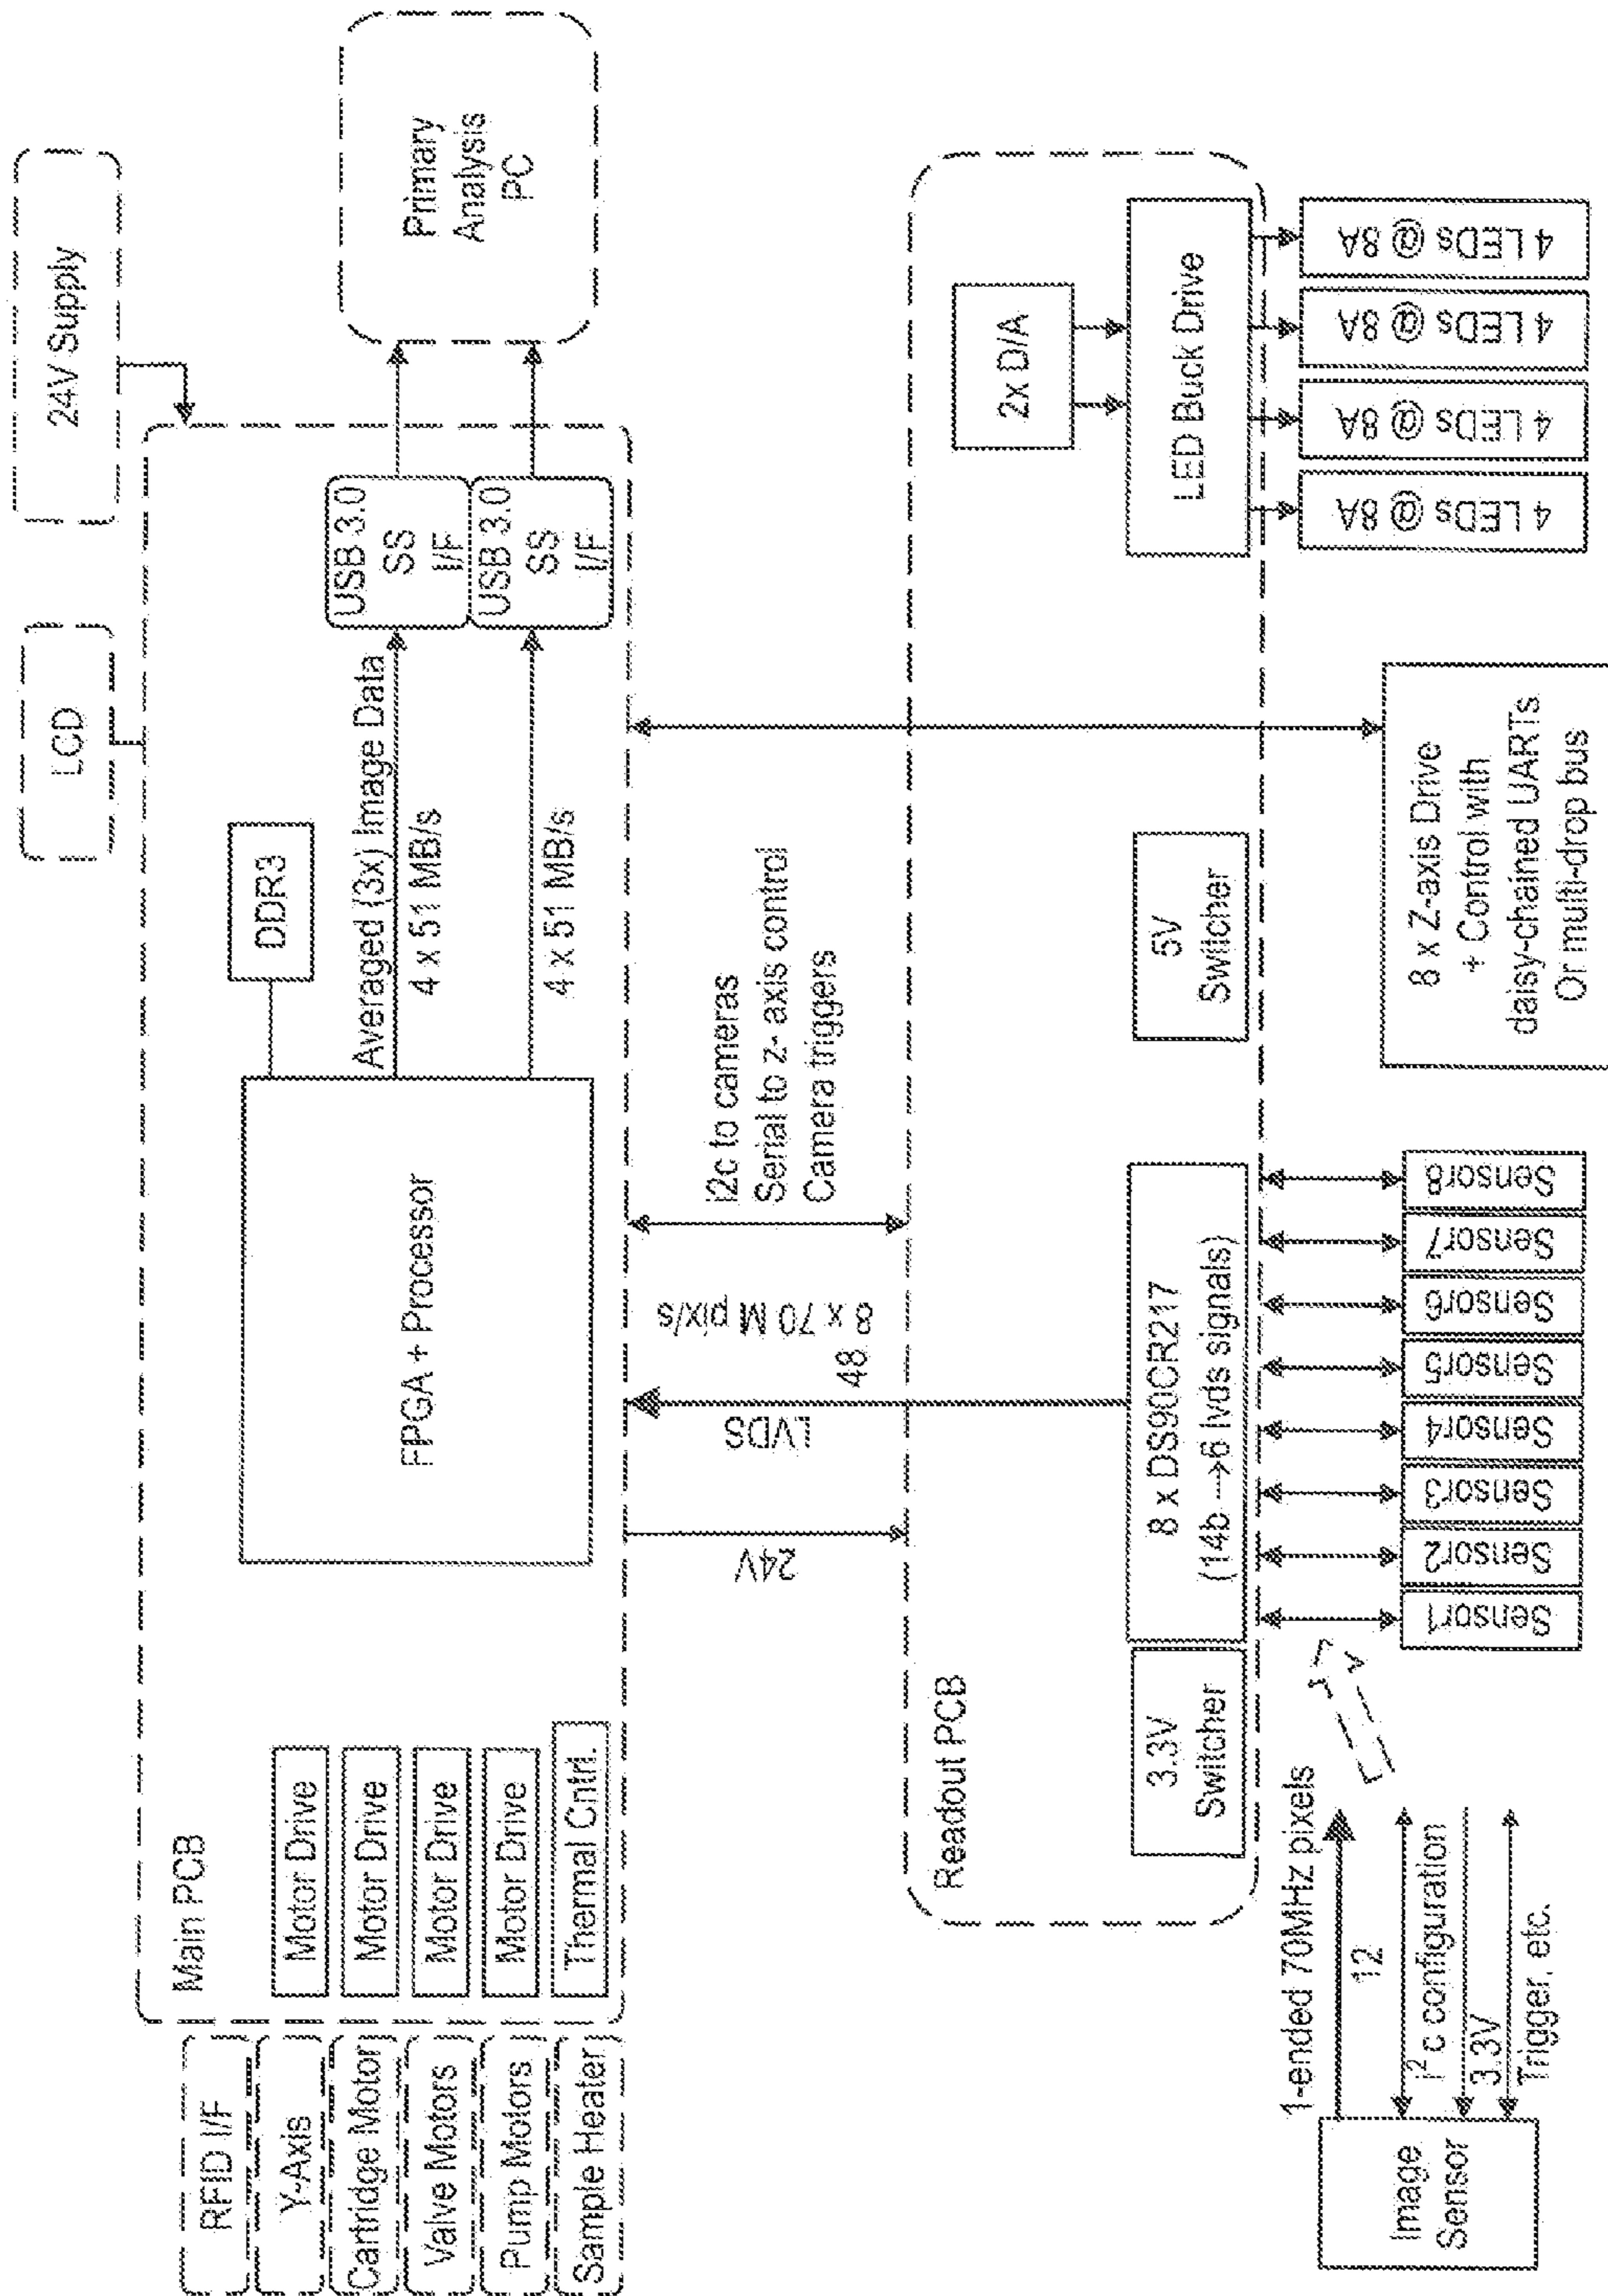 LCD
24V Supply
RFID I/F
Y-Axis
Cartridge Motor
Valve Motors
Pump Motors
Sample Heater
Main PCB
Motor Drive
Motor Drive
Motor Drive
Motor Drive
Thermal Cntrl.
FPGA + Processor
DDR3
Averaged (3x) Image Data
4 x 51 MB/s
4 x 51 MB/s
USB 3.0
SS
I/F
USB 3.0
SS
I/F
Primary
Analysis
PC
24V
LVDS
48
8 x 70 M pix/s
i2c to cameras
Serial to z- axis control
Camera triggers
Readout PCB
3.3V
Switcher
8 x DS90CR217
(14b →6 lvds signals)
5V
Switcher
2x D/A
LED Buck Drive
4 LEDs @ 8A
4 LEDs @ 8A
4 LEDs @ 8A
4 LEDs @ 8A
Sensor1
Sensor2
Sensor3
Sensor4
Sensor5
Sensor6
Sensor7
Sensor8
8 x Z-axis Drive
+ Control with
daisy-chained UARTs
Or multi-drop bus
1-ended 70MHz pixels
12
I² c configuration
3.3V
Trigger, etc.
Image
Sensor